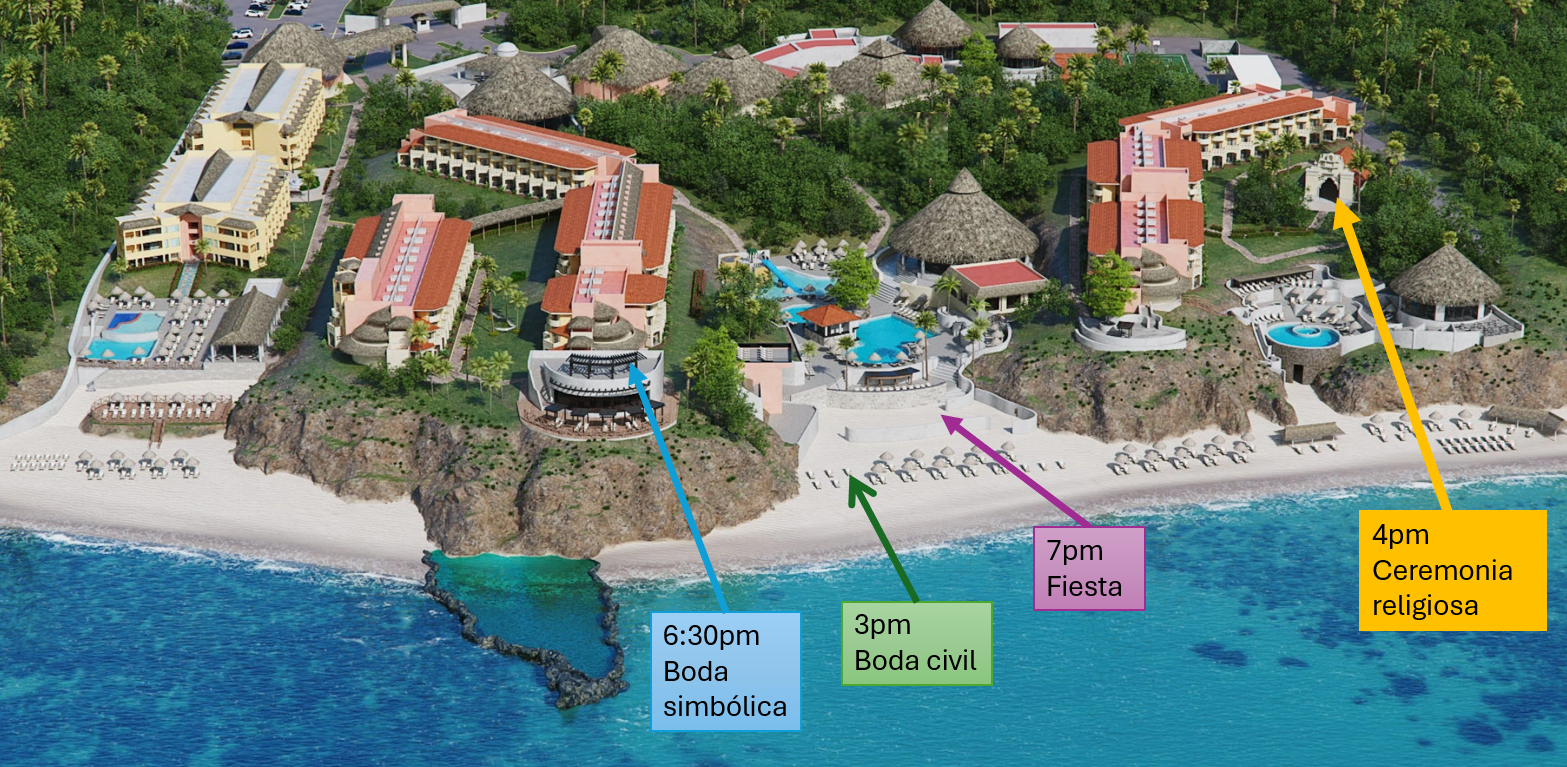 6:30pm
Boda
simbólica
3pm
Boda civil
7pm
Fiesta
4pm
Ceremonia
religiosa